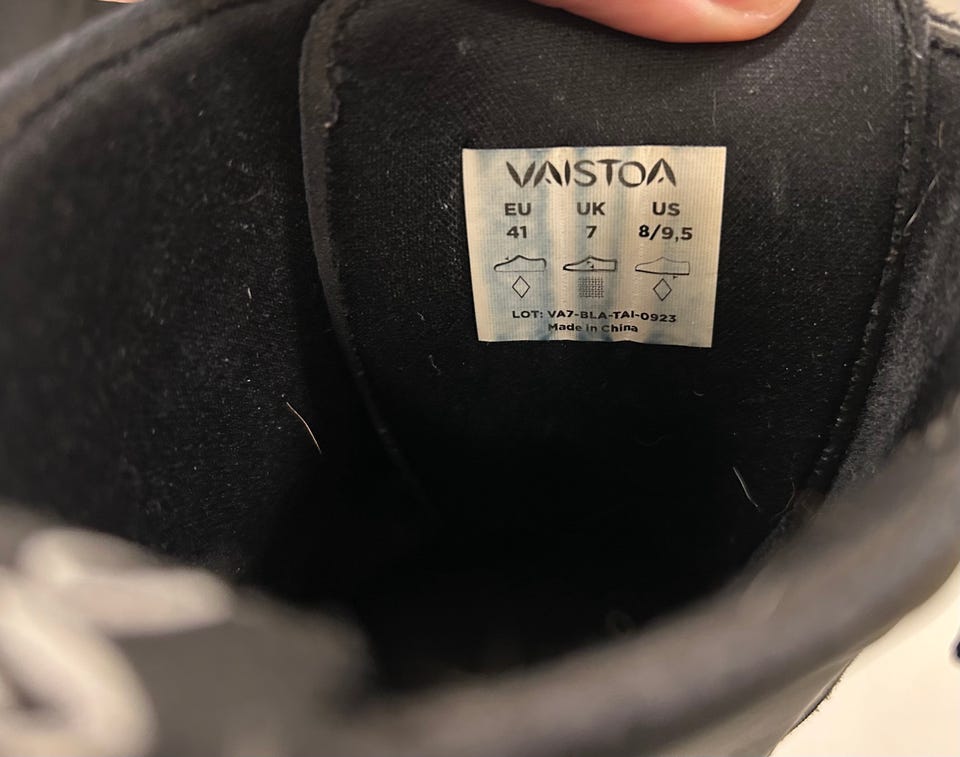 VAISTOA
EU UK US
41 7 8/9,5
LOT: VA7-BLA-TAI-0923
Made in China